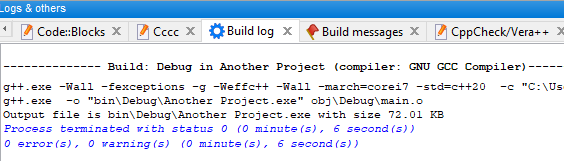 Logs & others
Code::Blocks Cccc Build log Build messages CppCheck/Vera++
-------------- Build: Debug in Another Project (compiler: GNU GCC Compiler)-----
g++.exe -Wall -fexceptions -g -Weffc++ -Wall -march=corei7 -std=c++20 -c "C:\Use
g++.exe -o "bin\Debug\Another Project.exe" obj\Debug\main.o
Output file is bin\Debug\Another Project.exe with size 72.01 KB
Process terminated with status 0 (0 minute(s), 6 second(s))
0 error(s), 0 warning(s) (0 minute(s), 6 second(s))